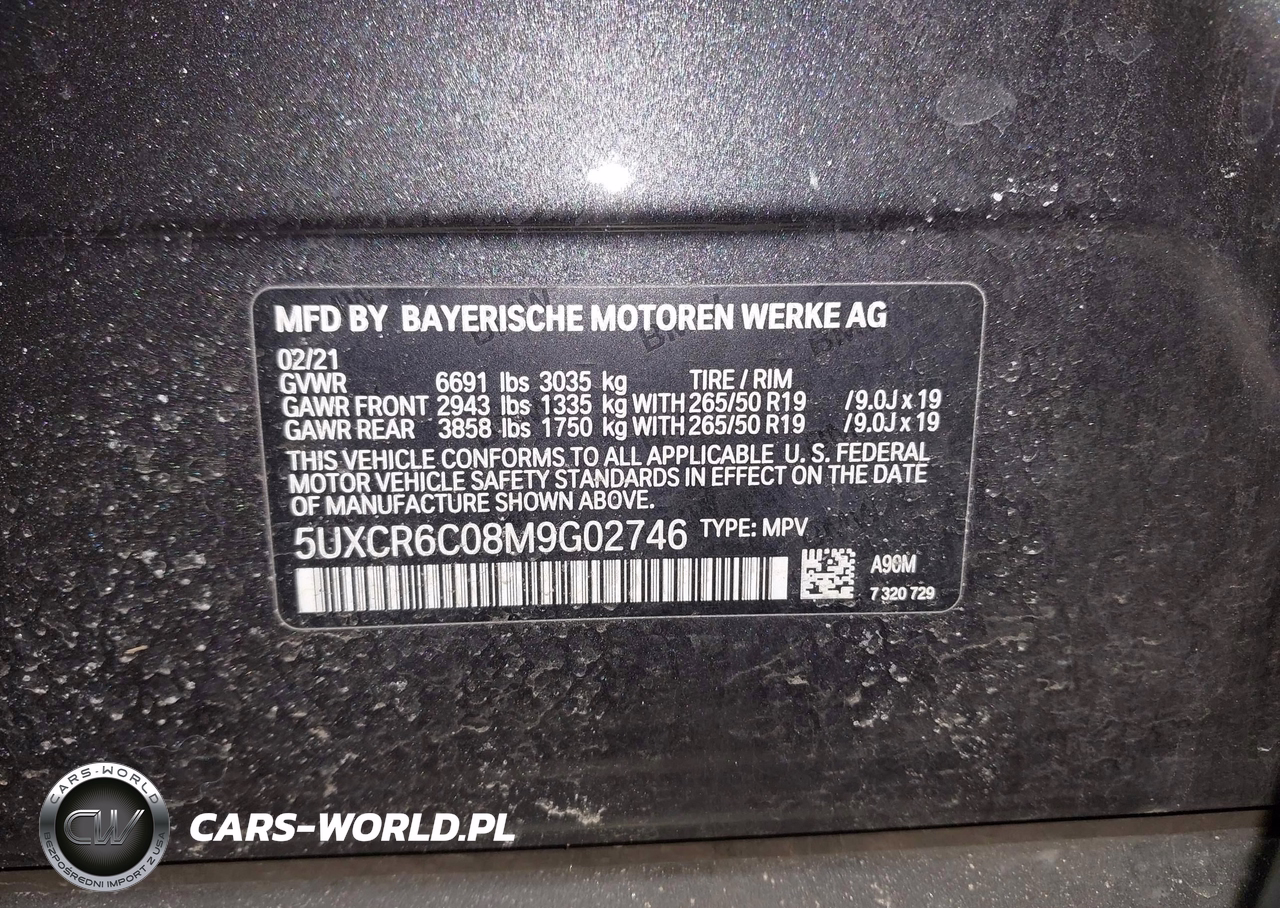 MFD BY BAYERISCHE MOTOREN WERKE AG
02/21
GVWR 6691 lbs 3035 kg TIRE / RIM
GAWR FRONT 2943 lbs 1335 kg WITH 265/50 R19 /9.0J x 19
GAWR REAR 3858 lbs 1750 kg WITH 265/50 R19 /9.0J x 19
THIS VEHICLE CONFORMS TO ALL APPLICABLE U. S. FEDERAL
MOTOR VEHICLE SAFETY STANDARDS IN EFFECT ON THE DATE
OF MANUFACTURE SHOWN ABOVE.
5UXCR6C08M9G02746 TYPE: MPV
A90M
7 320 729
CARS-WORLD
CW
BEZPOŚREDNI IMPORT Z USA
CARS-WORLD.PL